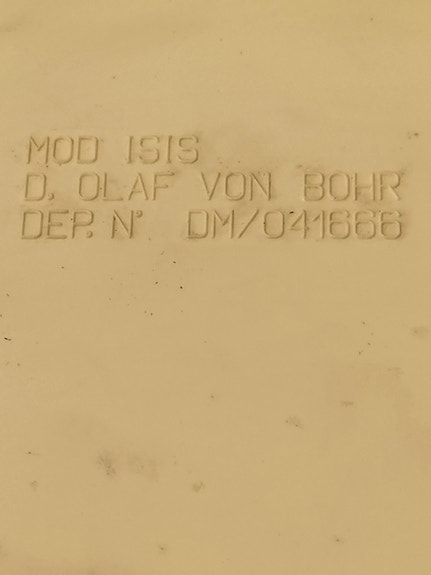 MOD ISIS
D. OLAF VON BOHR
DEP. N° DM/041666